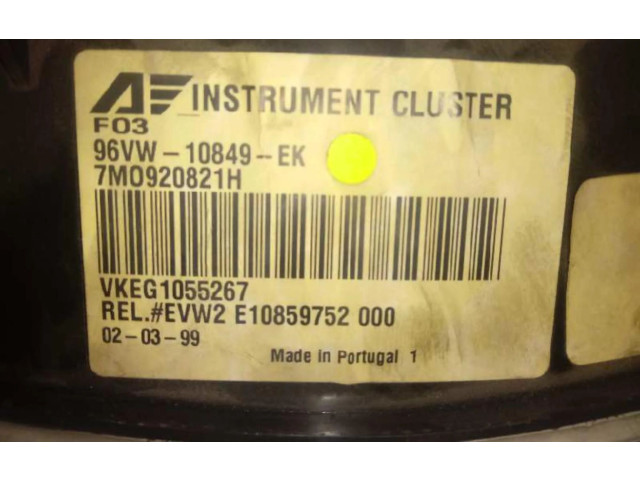 AF INSTRUMENT CLUSTER
F03
96VW-10849-EK
7M0920821H
VKEG1055267
REL.#EVW2 E10859752 000
02-03-99
Made in Portugal 1